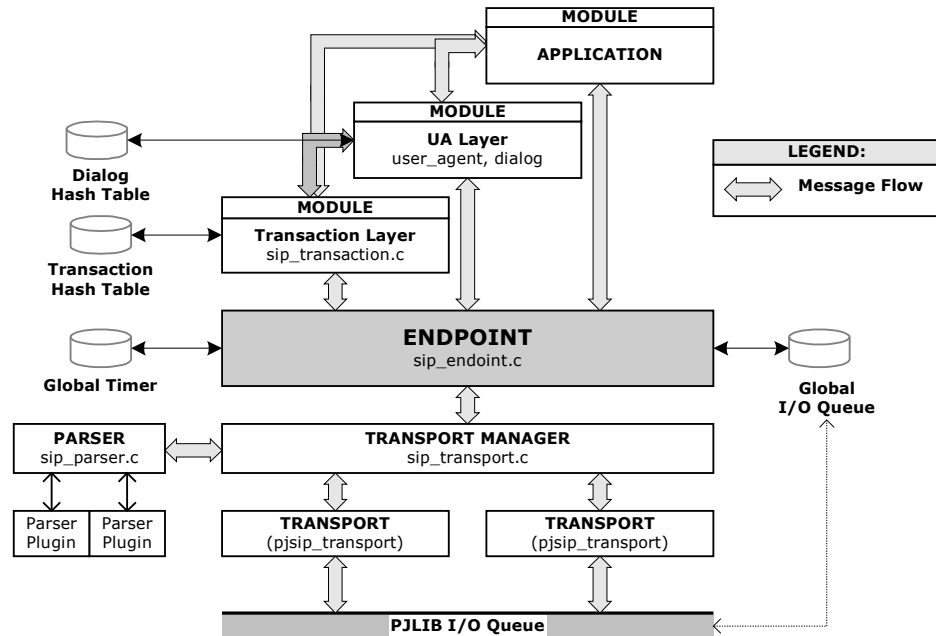 MODULE
APPLICATION
MODULE
UA Layer
user_agent, dialog
LEGEND:
Message Flow
Dialog
Hash Table
MODULE
Transaction Layer
sip_transaction.c
Transaction
Hash Table
ENDPOINT
sip_endoint.c
Global Timer
Global
I/O Queue
PARSER
sip_parser.c
TRANSPORT MANAGER
sip_transport.c
Parser
Plugin
Parser
Plugin
TRANSPORT
(pjsip_transport)
TRANSPORT
(pjsip_transport)
PJLIB I/O Queue